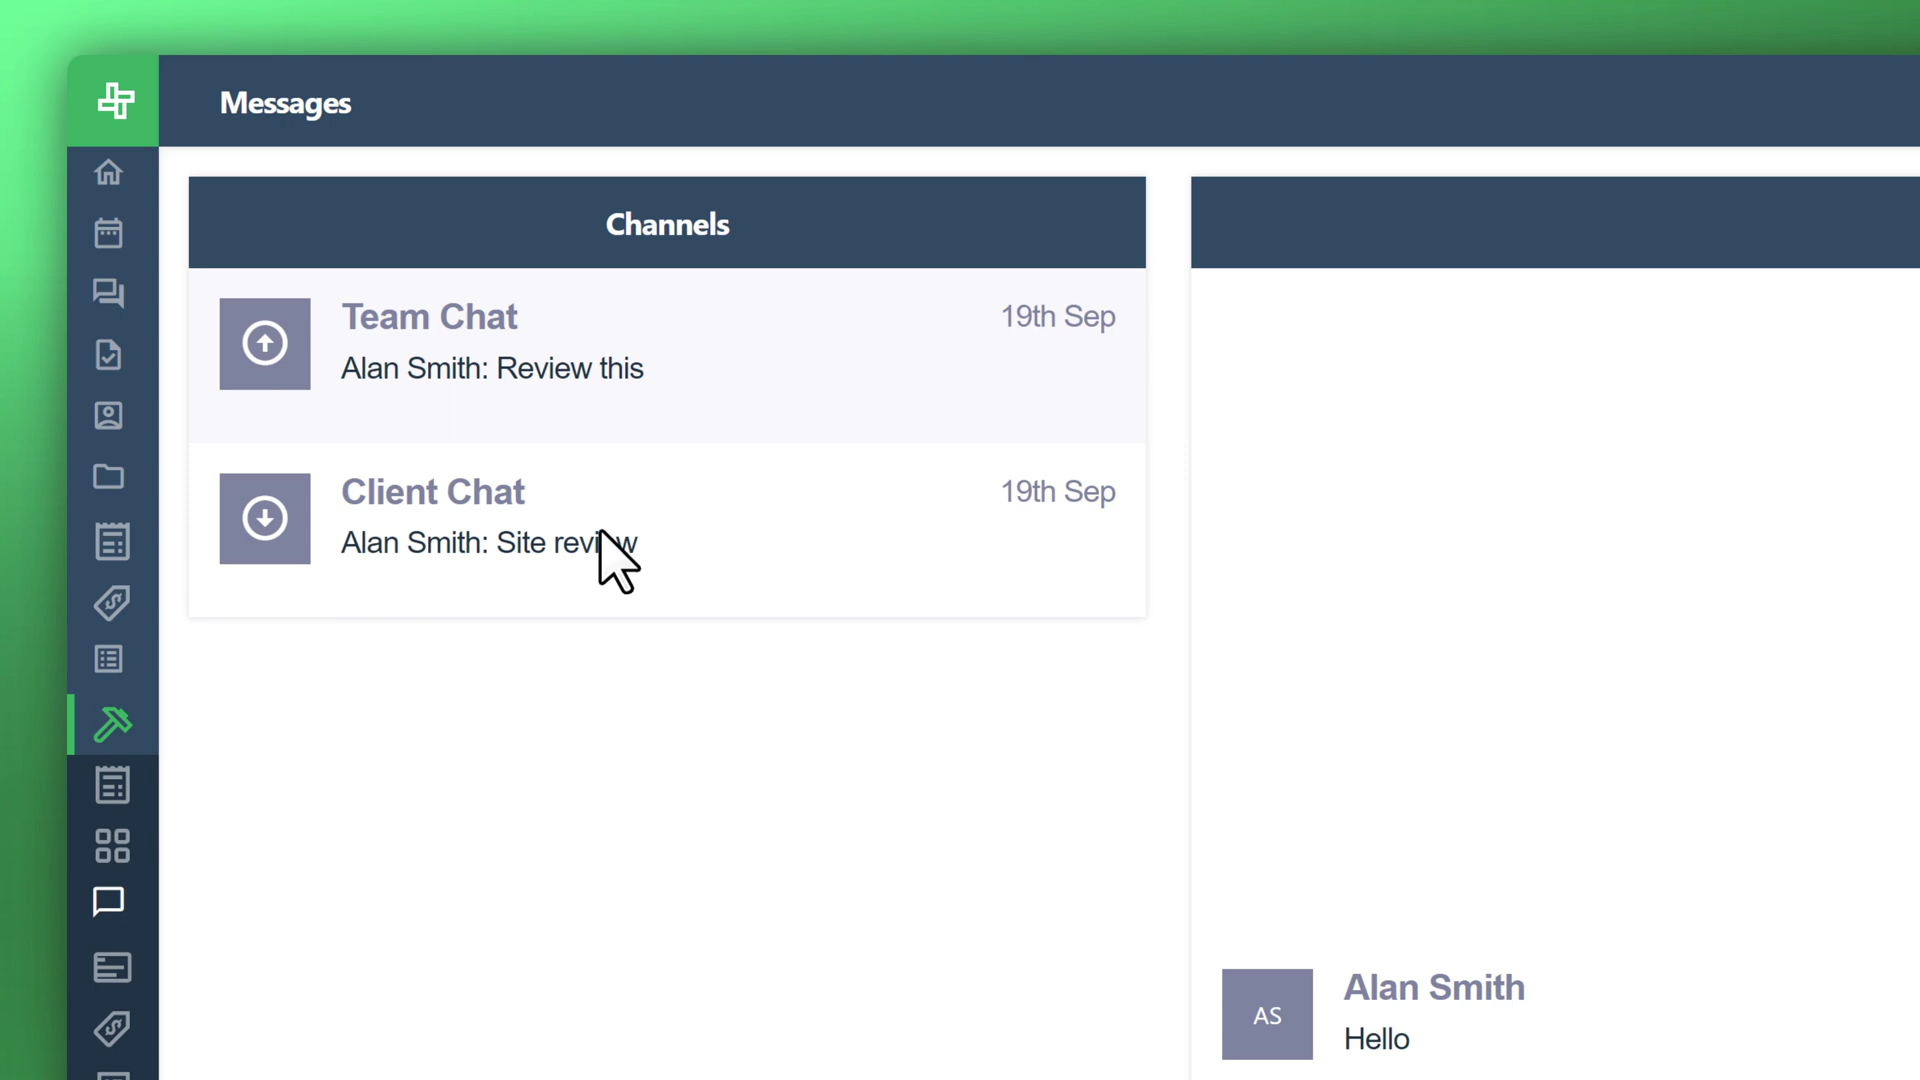 Messages
Channels
Team Chat
19th Sep
Alan Smith: Review this
Client Chat
19th Sep
Alan Smith: Site review
AS
Alan Smith
Hello